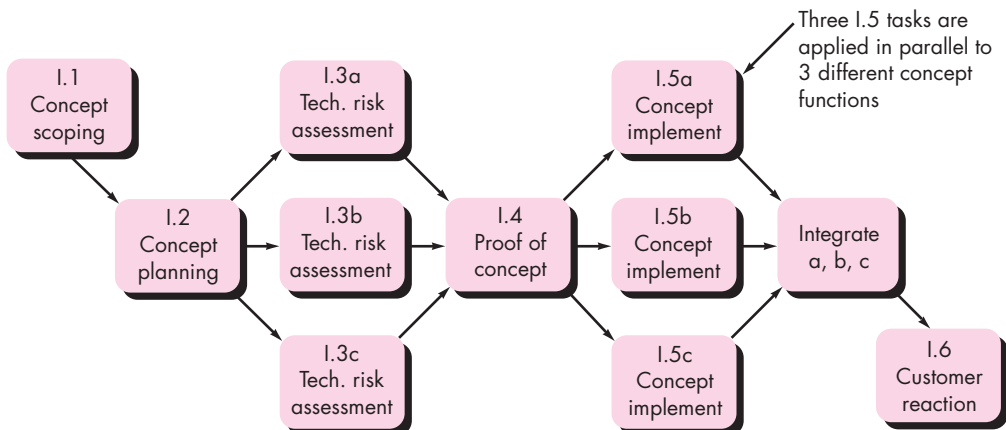 I.1
Concept
scoping
I.2
Concept
planning
I.3a
Tech. risk
assessment
I.3b
Tech. risk
assessment
I.3c
Tech. risk
assessment
I.4
Proof of
concept
I.5a
Concept
implement
I.5b
Concept
implement
I.5c
Concept
implement
Integrate
a, b, c
I.6
Customer
reaction
Three I.5 tasks are
applied in parallel to
3 different concept
functions